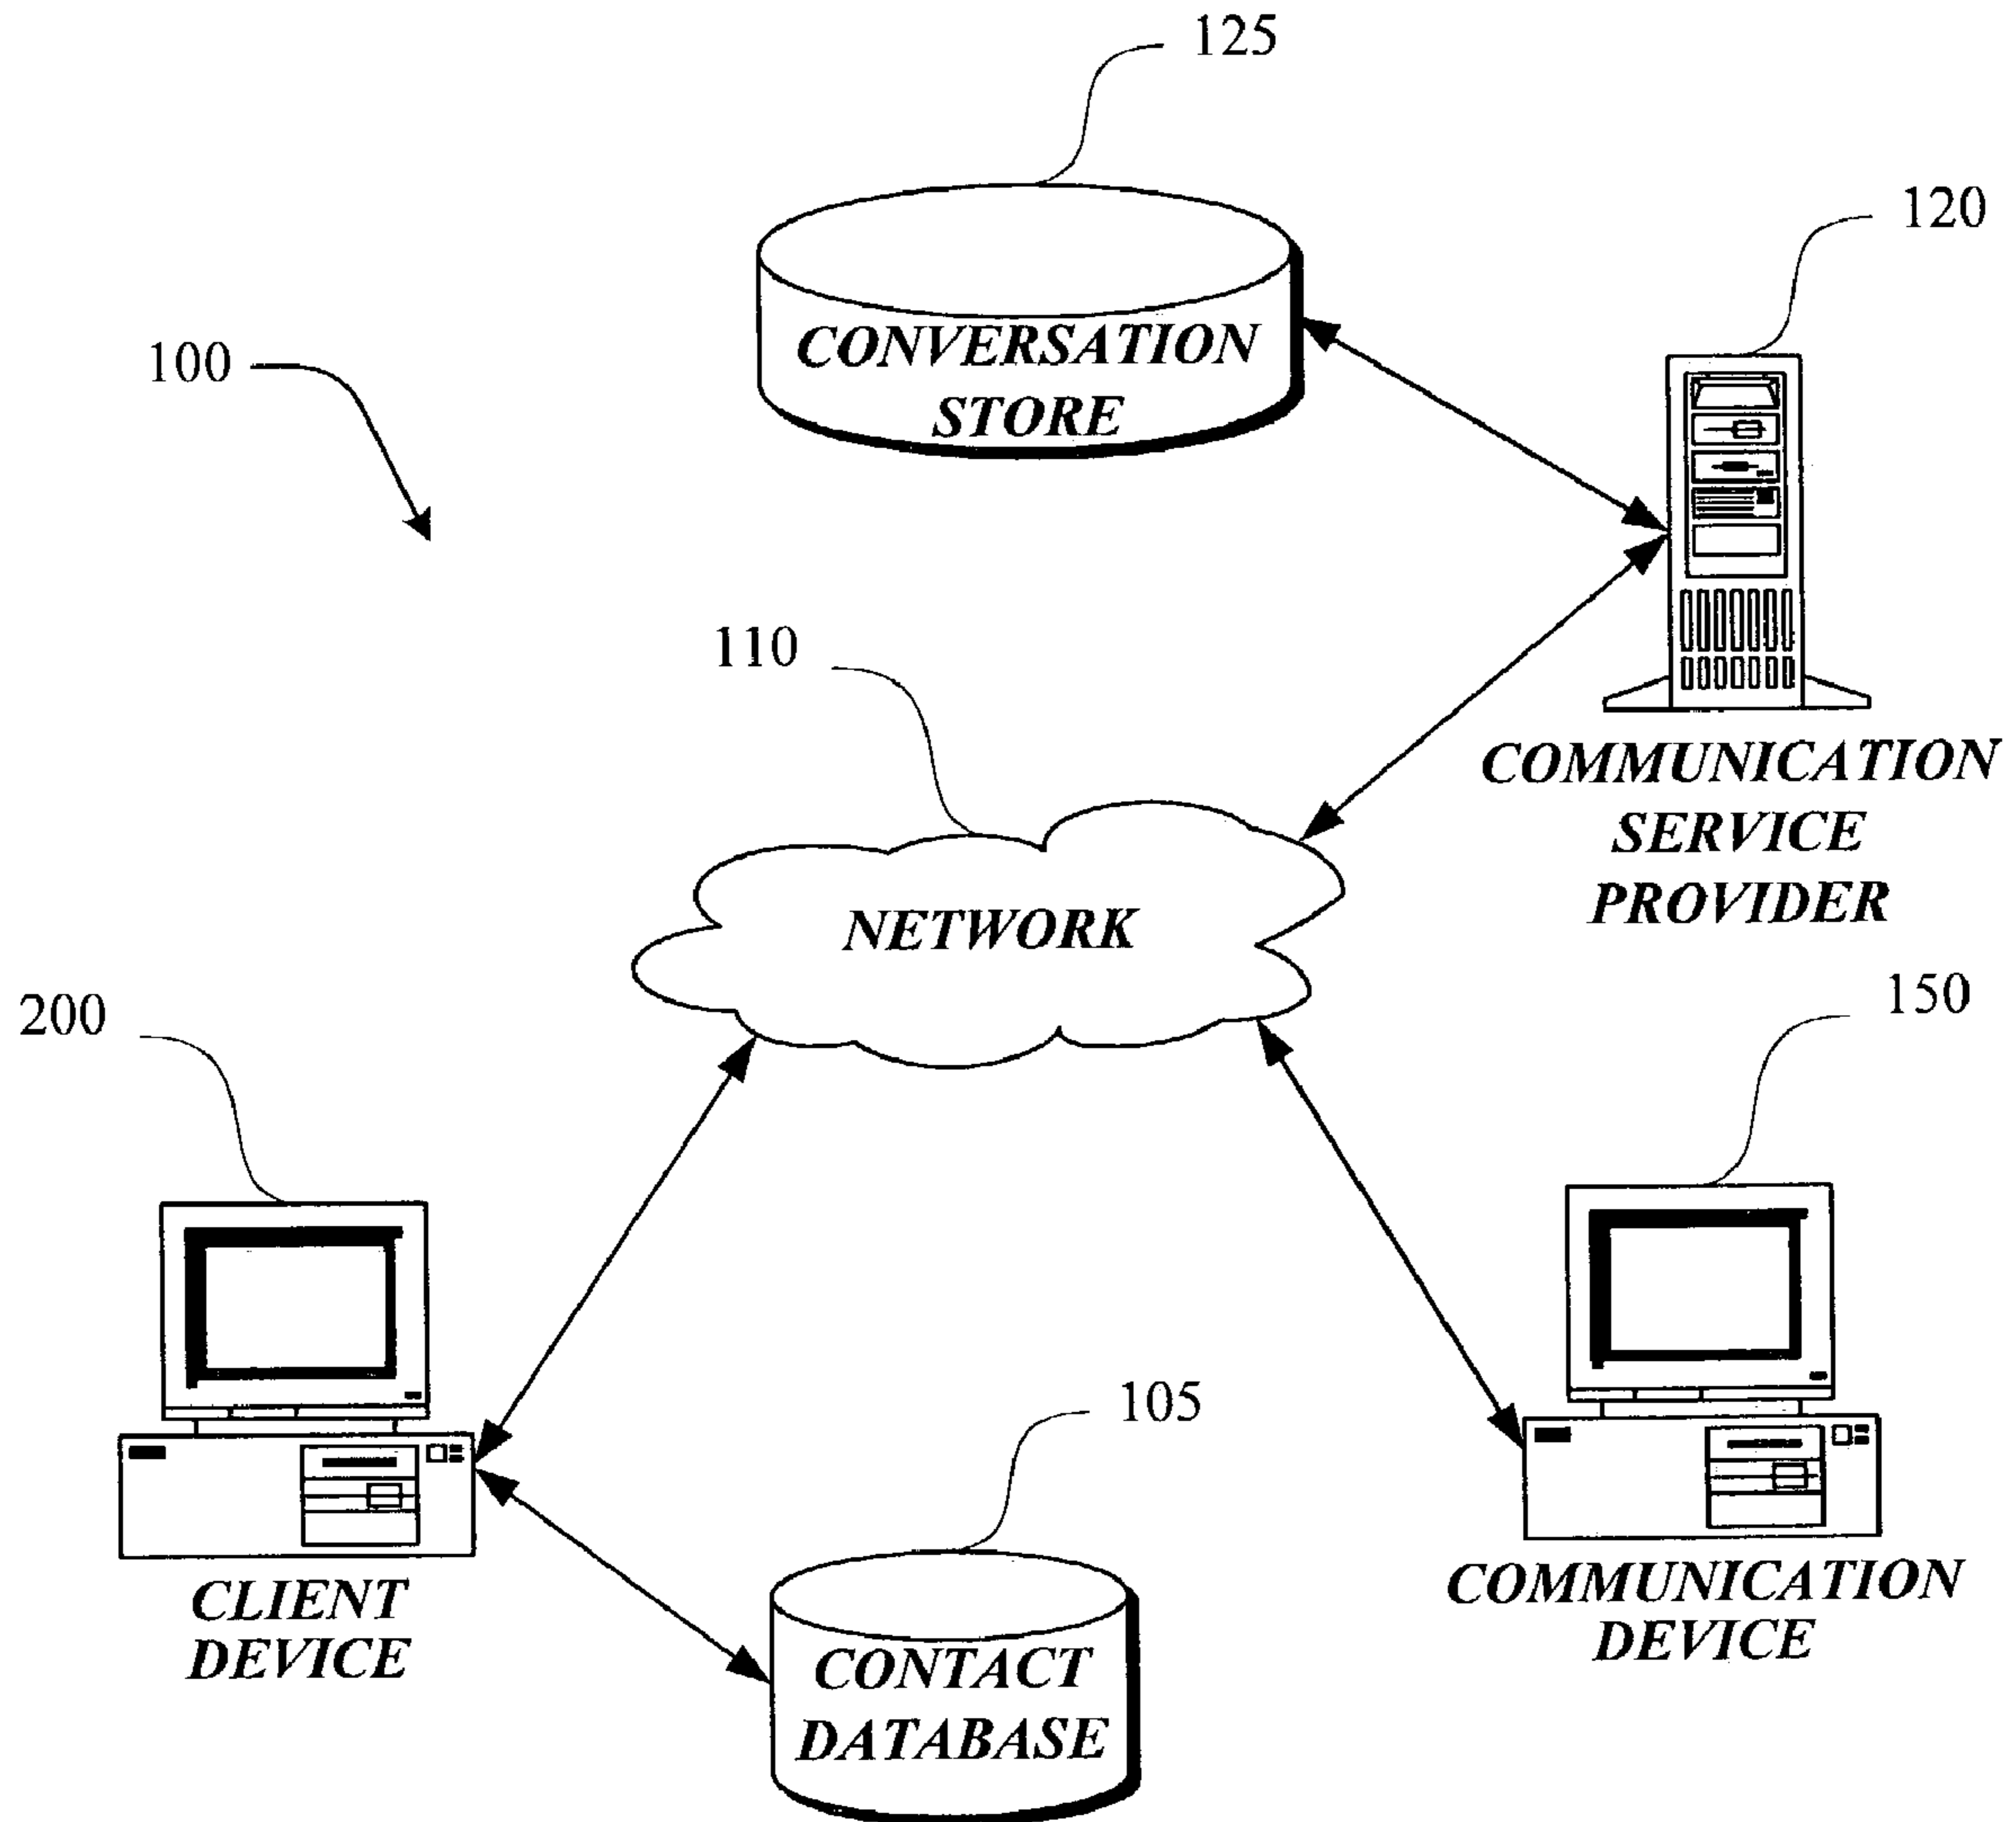 125
120
CONVERSATION
STORE
100
110
COMMUNICATION
SERVICE
PROVIDER
NETWORK
200
150
105
CLIENT
DEVICE
COMMUNICATION
DEVICE
CONTACT
DATABASE